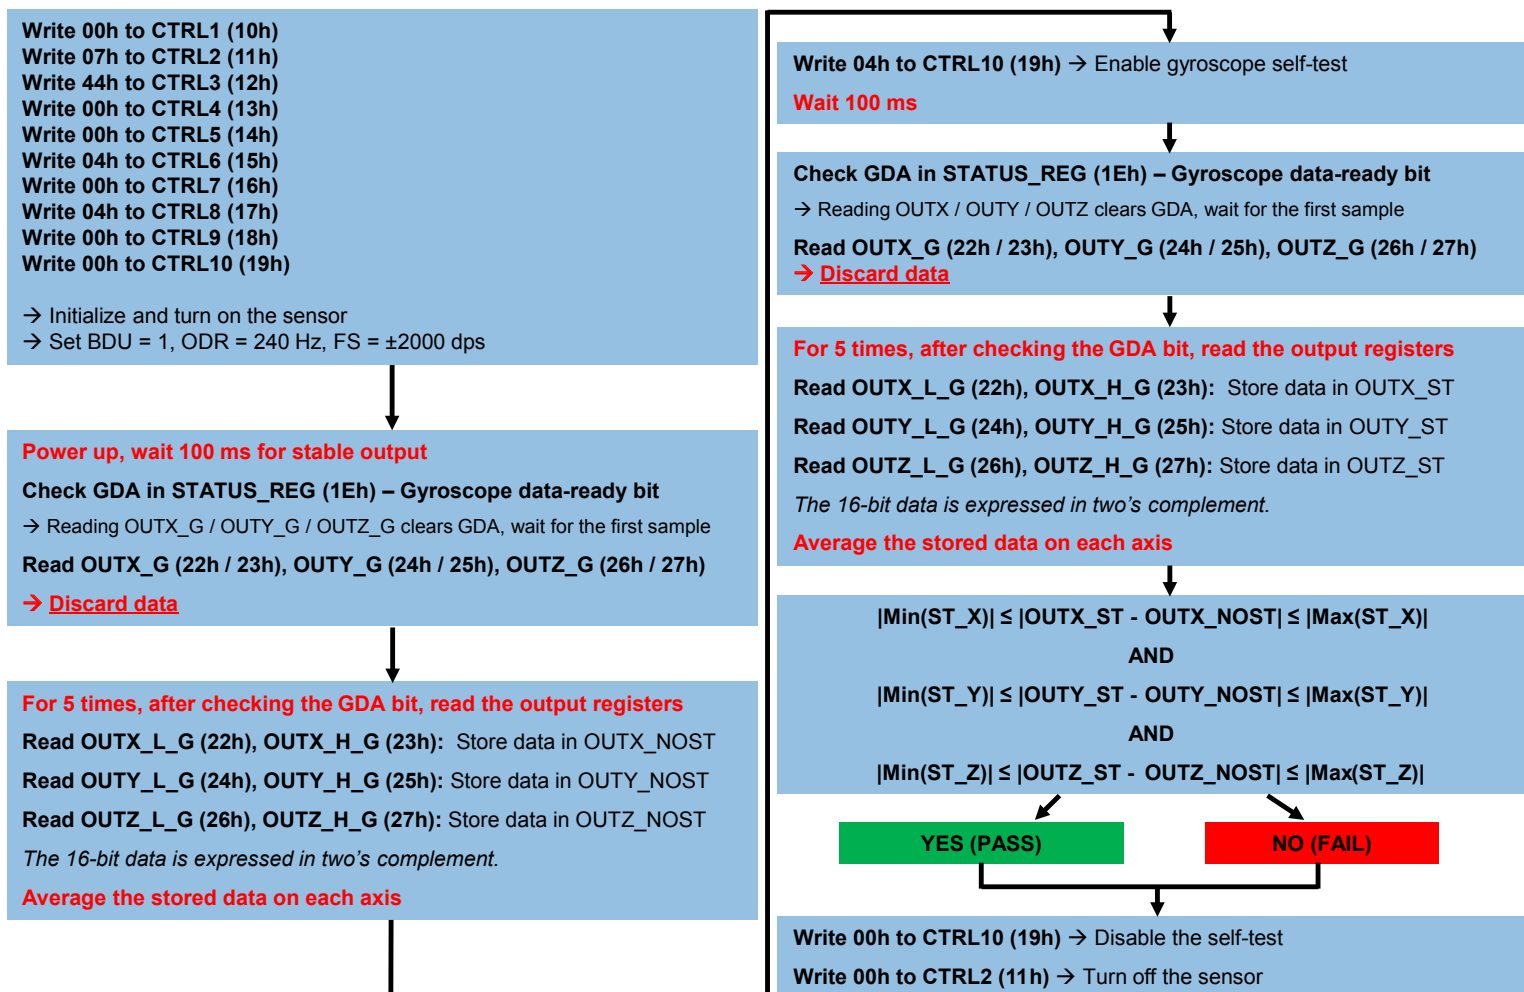 Write 00h to CTRL1 (10h)
Write 07h to CTRL2 (11h)
Write 44h to CTRL3 (12h)
Write 00h to CTRL4 (13h)
Write 00h to CTRL5 (14h)
Write 04h to CTRL6 (15h)
Write 00h to CTRL7 (16h)
Write 04h to CTRL8 (17h)
Write 00h to CTRL9 (18h)
Write 00h to CTRL10 (19h)
→ Initialize and turn on the sensor
→ Set BDU = 1, ODR = 240 Hz, FS = ±2000 dps
Power up, wait 100 ms for stable output
Check GDA in STATUS_REG (1Eh) – Gyroscope data-ready bit
→ Reading OUTX_G / OUTY_G / OUTZ_G clears GDA, wait for the first sample
Read OUTX_G (22h / 23h), OUTY_G (24h / 25h), OUTZ_G (26h / 27h)
→ Discard data
For 5 times, after checking the GDA bit, read the output registers
Read OUTX_L_G (22h), OUTX_H_G (23h): Store data in OUTX_NOST
Read OUTY_L_G (24h), OUTY_H_G (25h): Store data in OUTY_NOST
Read OUTZ_L_G (26h), OUTZ_H_G (27h): Store data in OUTZ_NOST
The 16-bit data is expressed in two’s complement.
Average the stored data on each axis
Write 04h to CTRL10 (19h) → Enable gyroscope self-test
Wait 100 ms
Check GDA in STATUS_REG (1Eh) – Gyroscope data-ready bit
→ Reading OUTX / OUTY / OUTZ clears GDA, wait for the first sample
Read OUTX_G (22h / 23h), OUTY_G (24h / 25h), OUTZ_G (26h / 27h)
→ Discard data
For 5 times, after checking the GDA bit, read the output registers
Read OUTX_L_G (22h), OUTX_H_G (23h): Store data in OUTX_ST
Read OUTY_L_G (24h), OUTY_H_G (25h): Store data in OUTY_ST
Read OUTZ_L_G (26h), OUTZ_H_G (27h): Store data in OUTZ_ST
The 16-bit data is expressed in two’s complement.
Average the stored data on each axis
|Min(ST_X)| ≤ |OUTX_ST - OUTX_NOST| ≤ |Max(ST_X)|
AND
|Min(ST_Y)| ≤ |OUTY_ST - OUTY_NOST| ≤ |Max(ST_Y)|
AND
|Min(ST_Z)| ≤ |OUTZ_ST - OUTZ_NOST| ≤ |Max(ST_Z)|
YES (PASS)
NO (FAIL)
Write 00h to CTRL10 (19h) → Disable the self-test
Write 00h to CTRL2 (11h) → Turn off the sensor